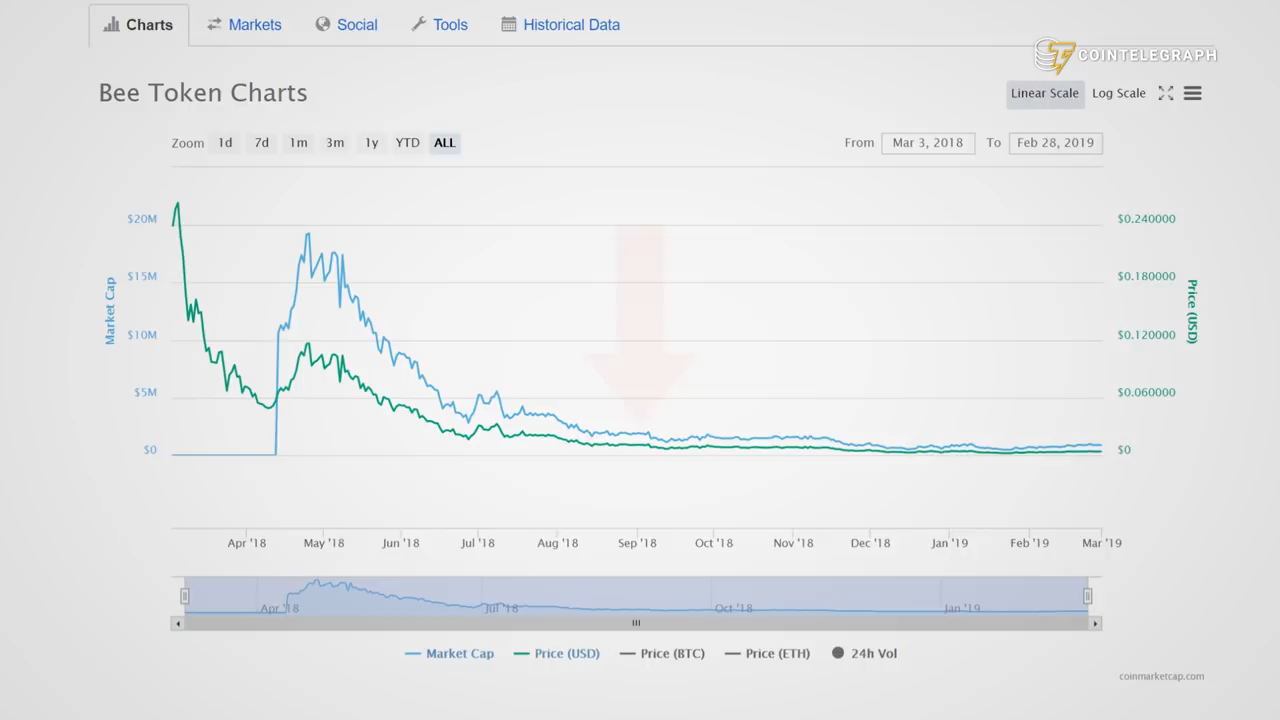 Charts Markets Social Tools Historical Data
COINTELEGRAPH
Bee Token Charts
Linear Scale Log Scale
Zoom 1d 7d 1m 3m 1y YTD ALL From Mar 3, 2018 To Feb 28, 2019
$20M $0.240000
$15M $0.180000
$10M $0.120000
$5M $0.060000
$0 $0
Market Cap
Price (USD)
Apr '18 May '18 Jun '18 Jul '18 Aug '18 Sep '18 Oct '18 Nov '18 Dec '18 Jan '19 Feb '19 Mar '19
Apr '18 Jul '18 Oct '18 Jan '19
Market Cap Price (USD) Price (BTC) Price (ETH) 24h Vol
coinmarketcap.com